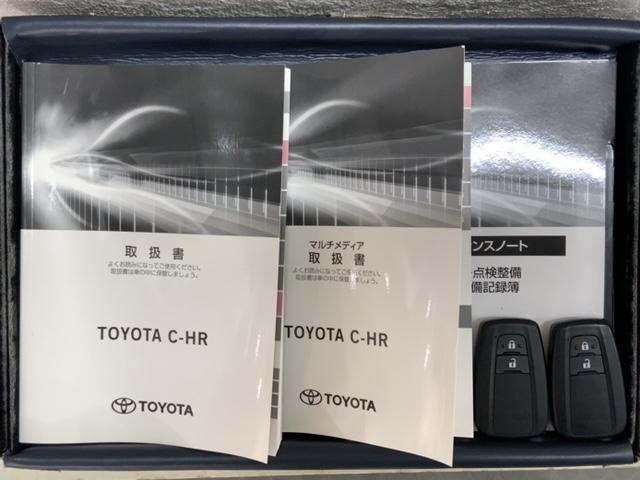 取扱書
よくお読みになってご使用ください。
取扱書は車の中に保管しましょう。
TOYOTA C-HR
TOYOTA
マルチメディア
取扱書
よくお読みになってご使用ください。
取扱書は車の中に保管しましょう。
TOYOTA C-HR
TOYOTA
ンスノート
点検整備
備記録簿